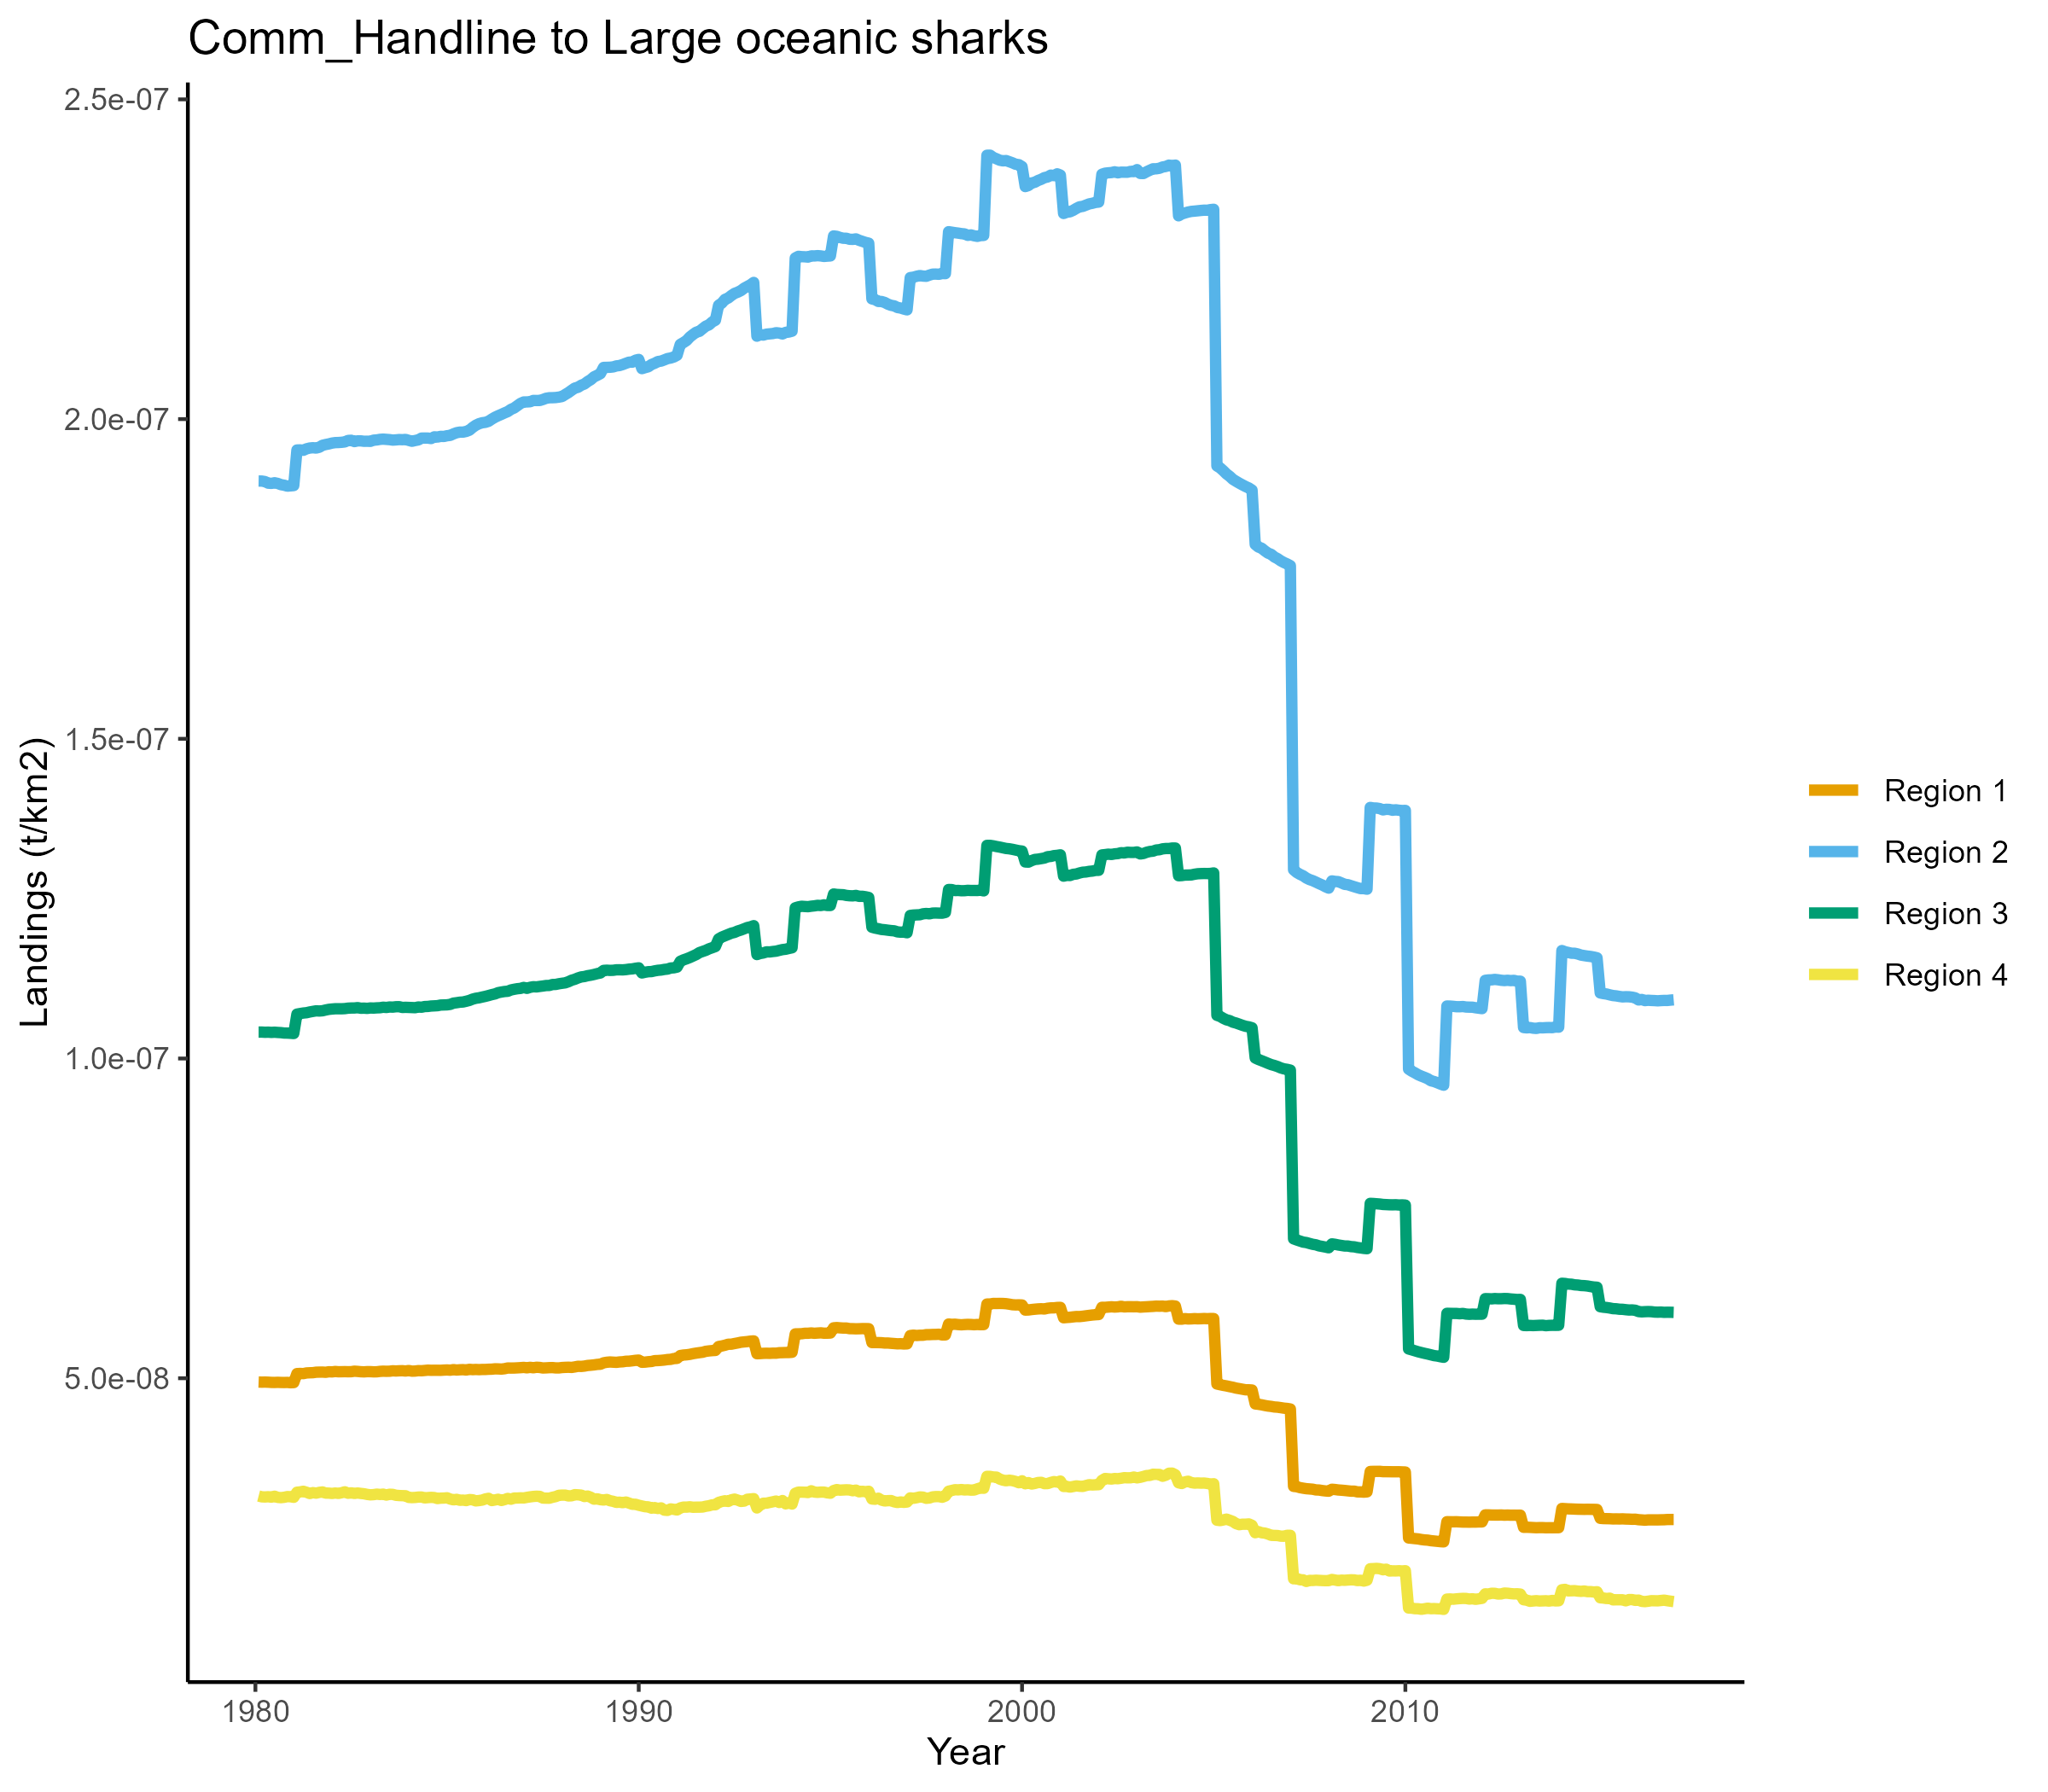 Comm_Handline to Large oceanic sharks
2.5e-07
2.0e-07
1.5e-07
1.0e-07
5.0e-08
Landings (t/km2)
1980
1990
2000
2010
Year
Region 1
Region 2
Region 3
Region 4